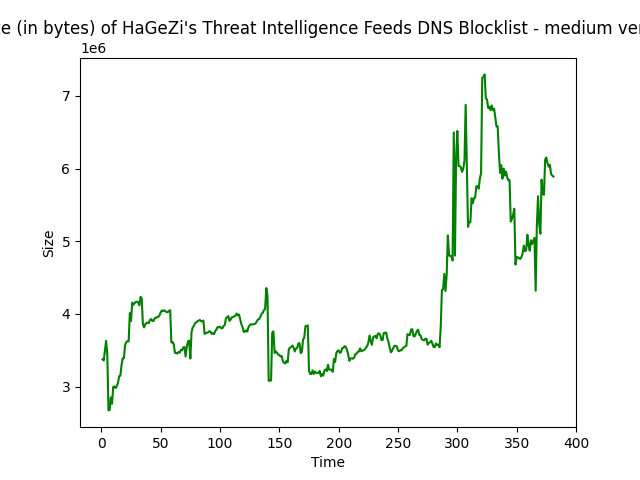 (in bytes) of HaGeZi's Threat Intelligence Feeds DNS Blocklist - medium
1e6
7
6
5
4
3
Size
0 50 100 150 200 250 300 350 400
Time